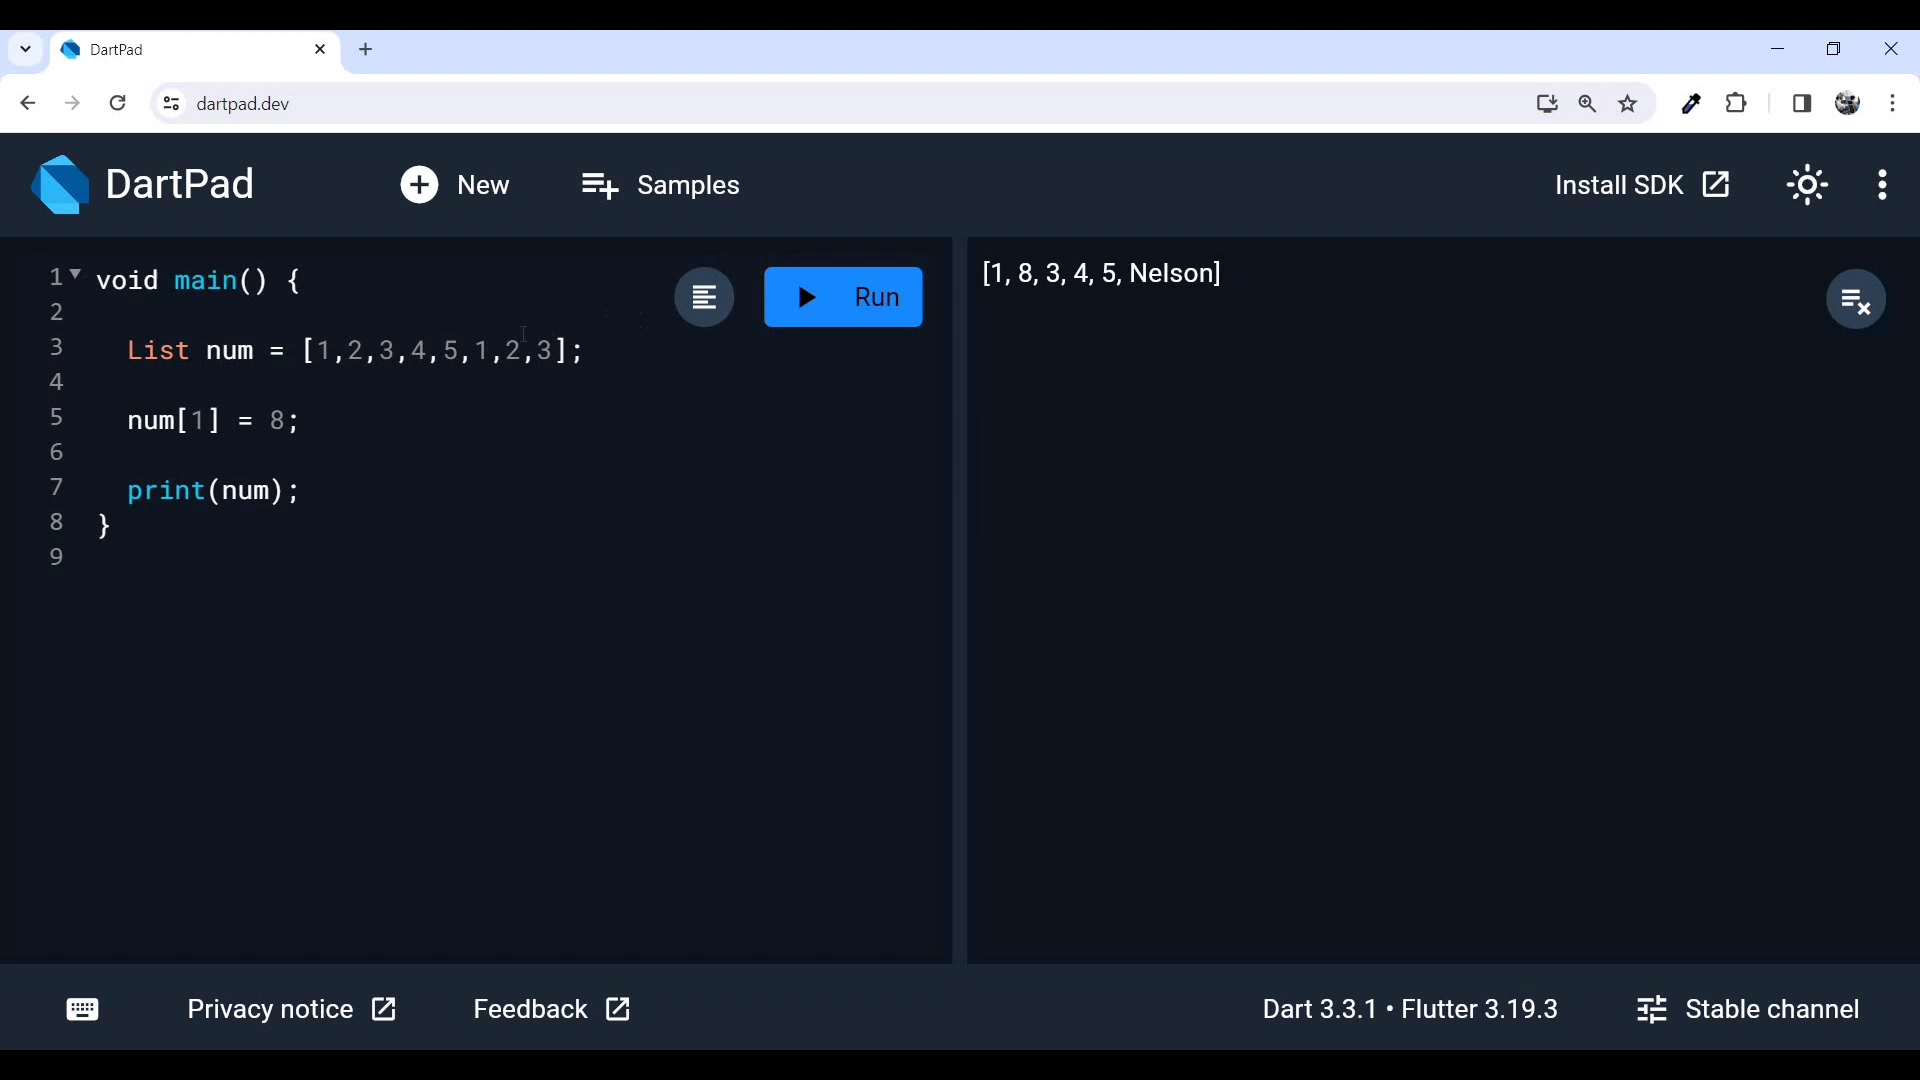 DartPad
dartpad.dev
DartPad
New
Samples
Install SDK
1 void main() {
2
3 List num = [1,2,3,4,5,1,2,3];
4
5 num[1] = 8;
6
7 print(num);
8 }
9
Run
[1, 8, 3, 4, 5, Nelson]
Privacy notice
Feedback
Dart 3.3.1 • Flutter 3.19.3
Stable channel